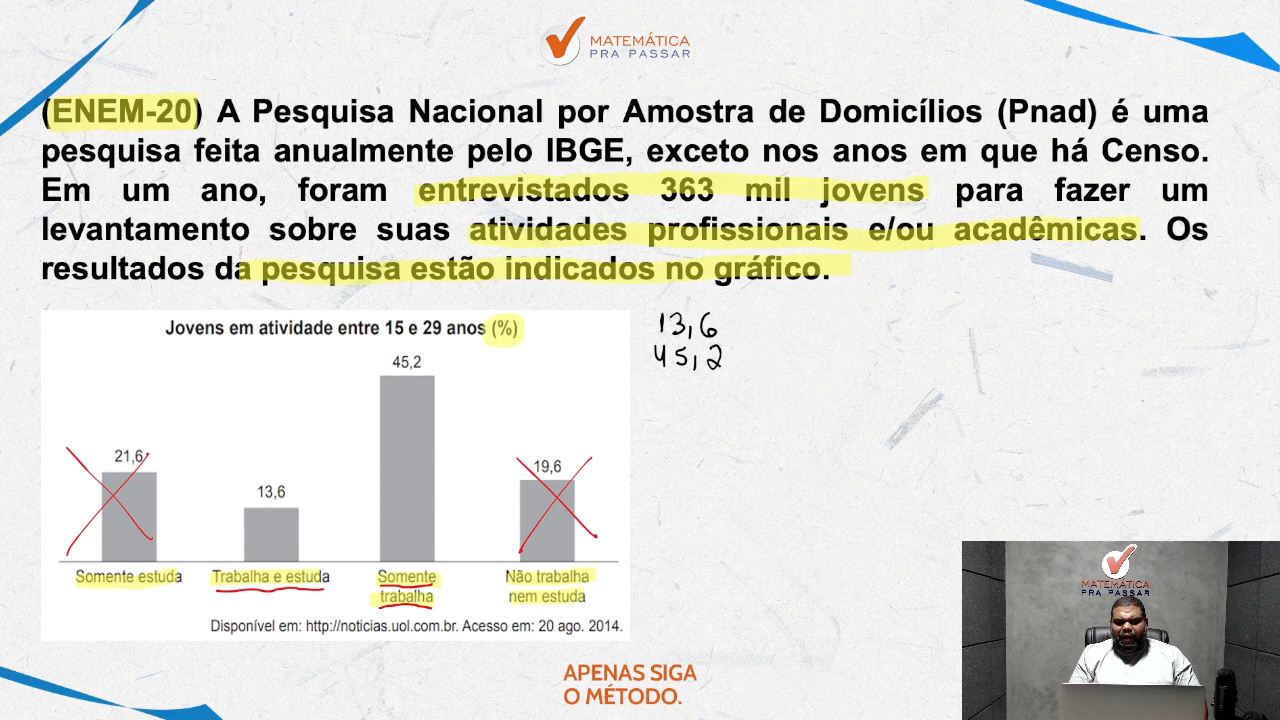 MATEMÁTICA
PRA PASSAR
(ENEM-20) A Pesquisa Nacional por Amostra de Domicílios (Pnad) é uma
pesquisa feita anualmente pelo IBGE, exceto nos anos em que há Censo.
Em um ano, foram entrevistados 363 mil jovens para fazer um
levantamento sobre suas atividades profissionais e/ou acadêmicas. Os
resultados da pesquisa estão indicados no gráfico.
Jovens em atividade entre 15 e 29 anos (%)
13,6
45,2
45,2
21,6
13,6
19,6
Somente estuda
Trabalha e estuda
Somente
trabalha
Não trabalha
nem estuda
Disponível em: http://noticias.uol.com.br. Acesso em: 20 ago. 2014.
APENAS SIGA
O MÉTODO.
MATEMÁTICA
PRA PASSAR